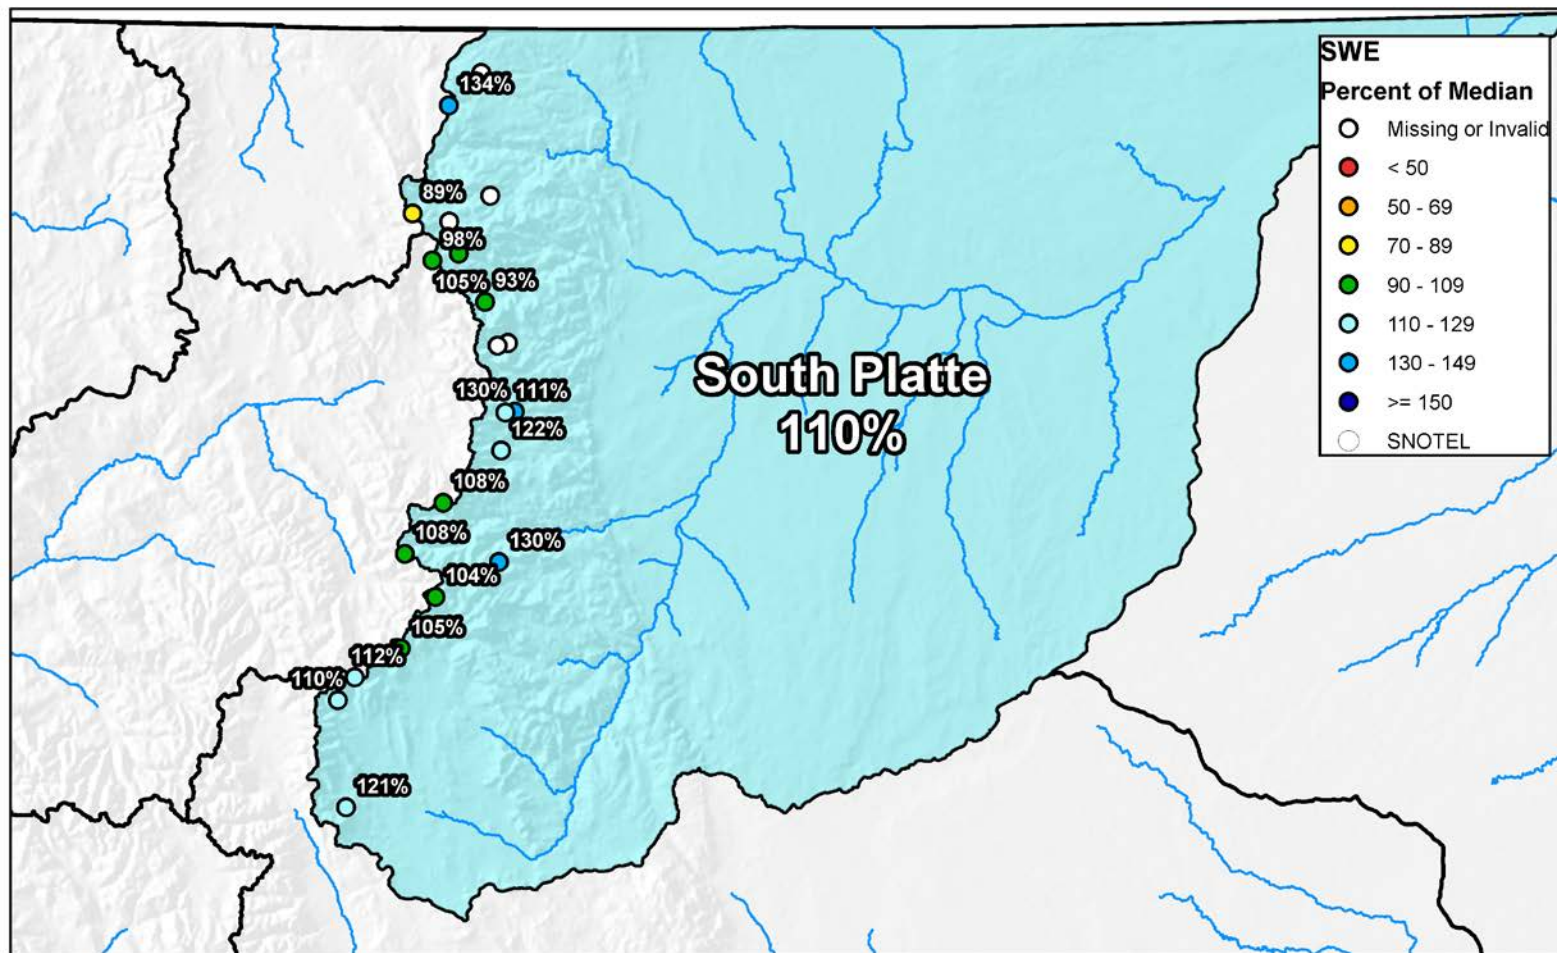 134%
89%
98%
105%
93%
130%
111%
122%
108%
108%
130%
104%
105%
112%
110%
121%
South Platte
110%
SWE
Percent of Median
Missing or Invalid
< 50
50 - 69
70 - 89
90 - 109
110 - 129
130 - 149
>= 150
SNOTEL